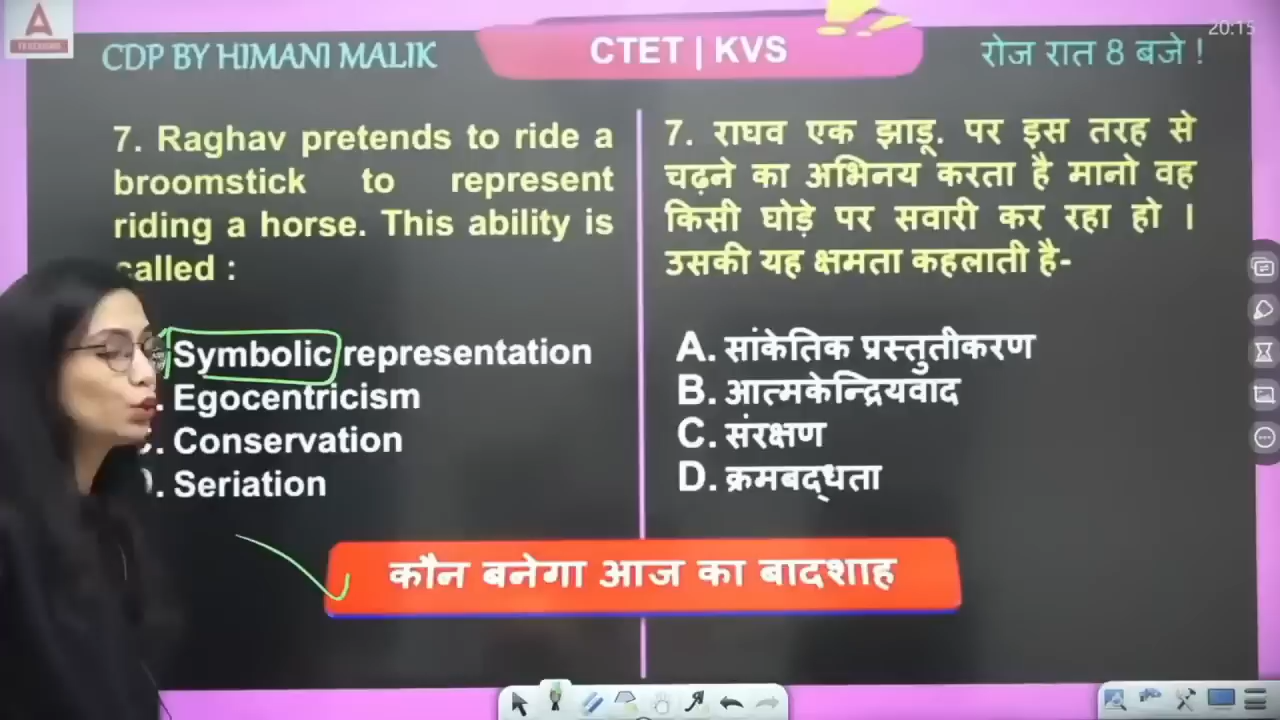 A
CDP BY HIMANI MALIK
CTET | KVS
रोज रात 8 बजे !
20:15
7. Raghav pretends to ride a
broomstick to represent
riding a horse. This ability is
called :
Symbolic representation
Egocentricism
C. Conservation
D. Seriation
7. राघव एक झाड़ू. पर इस तरह से
चढ़ने का अभिनय करता है मानो वह
किसी घोड़े पर सवारी कर रहा हो ।
उसकी यह क्षमता कहलाती है-
A. सांकेतिक प्रस्तुतीकरण
B. आत्मकेन्द्रियवाद
C. संरक्षण
D. क्रमबद्धता
कौन बनेगा आज का बादशाह